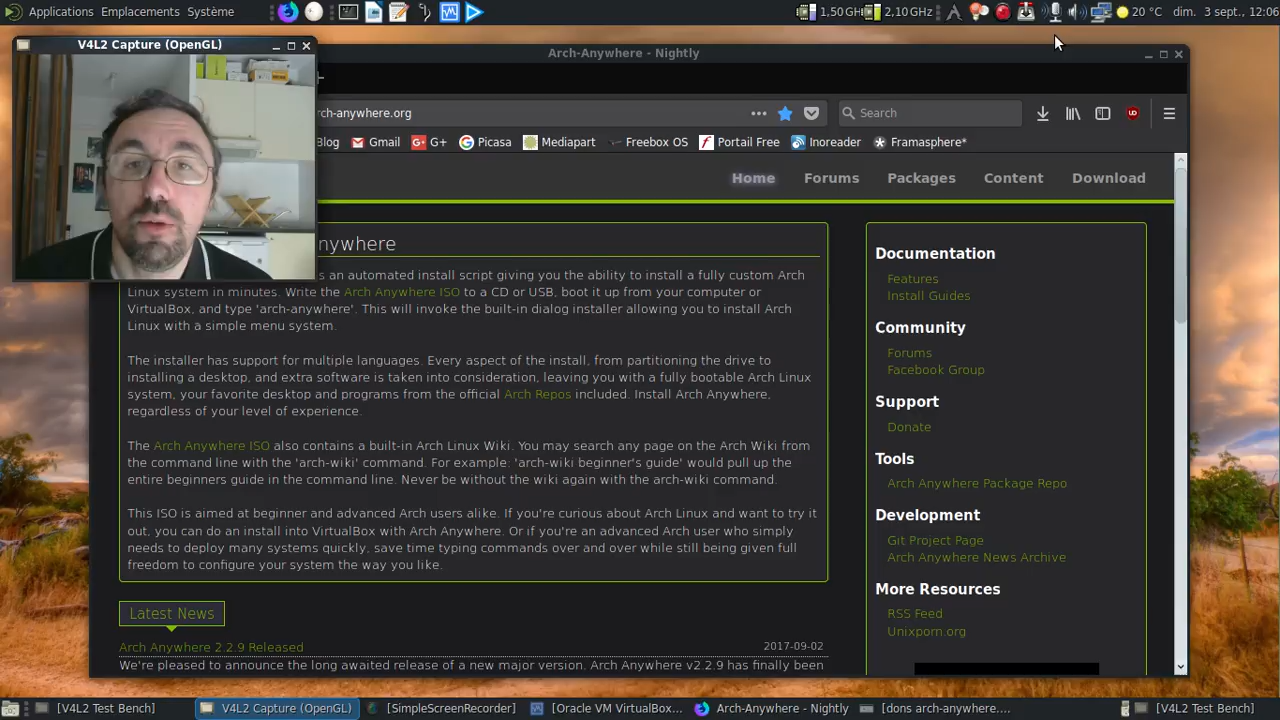 Applications Emplacements Système
1,50GHz 2,10 GHz 20 °C dim. 3 sept., 12:06
V4L2 Capture (OpenGL)
Arch-Anywhere - Nightly
rch-anywhere.org
Search
Blog Gmail G+ Picasa Mediapart Freebox OS Portail Free Inoreader Framasphère*
Home Forums Packages Content Download
nywhere
s an automated install script giving you the ability to install a fully custom Arch
Linux system in minutes. Write the Arch Anywhere ISO to a CD or USB, boot it up from your computer or
VirtualBox, and type 'arch-anywhere'. This will invoke the built-in dialog installer allowing you to install Arch
Linux with a simple menu system.
The installer has support for multiple languages. Every aspect of the install, from partitioning the drive to
installing a desktop, and extra software is taken into consideration, leaving you with a fully bootable Arch Linux
system, your favorite desktop and programs from the official Arch Repos included. Install Arch Anywhere,
regardless of your level of experience.
The Arch Anywhere ISO also contains a built-in Arch Linux Wiki. You may search any page on the Arch Wiki from
the command line with the 'arch-wiki' command. For example: 'arch-wiki beginner's guide' would pull up the
entire beginners guide in the command line. Never be without the wiki again with the arch-wiki command.
This ISO is aimed at beginner and advanced Arch users alike. If you're curious about Arch Linux and want to try it
out, you can do an install into VirtualBox with Arch Anywhere. Or if you're an advanced Arch user who simply
needs to deploy many systems quickly, save time typing commands over and over while still being given full
freedom to configure your system the way you like.
Latest News
Arch Anywhere 2.2.9 Released 2017-09-02
We're pleased to announce the long awaited release of a new major version. Arch Anywhere v2.2.9 has finally been
Documentation
Features
Install Guides
Community
Forums
Facebook Group
Support
Donate
Tools
Arch Anywhere Package Repo
Development
Git Project Page
Arch Anywhere News Archive
More Resources
RSS Feed
Unixporn.org
[V4L2 Test Bench] V4L2 Capture (OpenGL) [SimpleScreenRecorder] [Oracle VM VirtualBox... Arch-Anywhere - Nightly [dons arch-anywhere.... [V4L2 Test Bench]